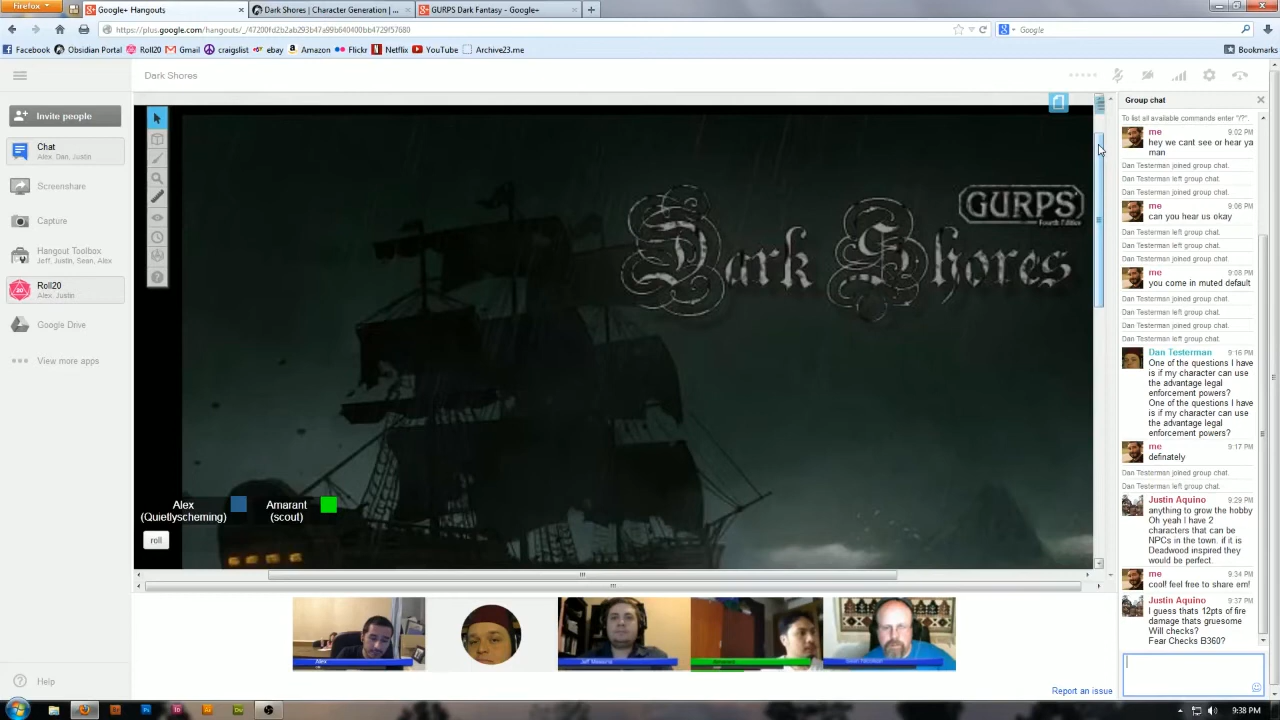 Firefox
Google+ Hangouts
Dark Shores | Character Generation | ...
GURPS Dark Fantasy - Google+
https://plus.google.com/hangouts/_/47200fd2b2ab293b47a99b640400bb4729f57680
Google
Facebook
Obsidian Portal
Roll20
Gmail
craigslist
ebay
Amazon
Flickr
Netflix
YouTube
Archive23.me
Bookmarks
Dark Shores
Invite people
Chat
Alex, Dan, Justin
Screenshare
Capture
Hangout Toolbox
Jeff, Justin, Sean, Alex
Roll20
Alex, Justin
Google Drive
View more apps
Help
GURPS
Fourth Edition
Dark Shores
Alex
(Quietlyscheming)
Amarant
(scout)
roll
Alex
Report an issue
Group chat
To list all available commands enter "/?".
me 9:02 PM
hey we cant see or hear ya
man
Dan Testerman joined group chat.
Dan Testerman left group chat.
Dan Testerman joined group chat.
me 9:06 PM
can you hear us okay
Dan Testerman left group chat.
Dan Testerman left group chat.
Dan Testerman joined group chat.
me 9:08 PM
you come in muted default
Dan Testerman joined group chat.
Dan Testerman left group chat.
Dan Testerman joined group chat.
Dan Testerman left group chat.
Dan Testerman 9:16 PM
One of the questions I have
is if my character can use
the advantage legal
enforcement powers?
One of the questions I have
is if my character can use
the advantage legal
enforcement powers?
me 9:17 PM
definately
Dan Testerman joined group chat.
Dan Testerman left group chat.
Justin Aquino 9:29 PM
anything to grow the hobby
Oh yeah I have 2
characters that can be
NPCs in the town. if it is
Deadwood inspired they
would be perfect.
me 9:34 PM
cool! feel free to share em!
Justin Aquino 9:37 PM
I guess thats 12pts of fire
damage thats gruesome
Will checks?
Fear Checks B360?
9:38 PM